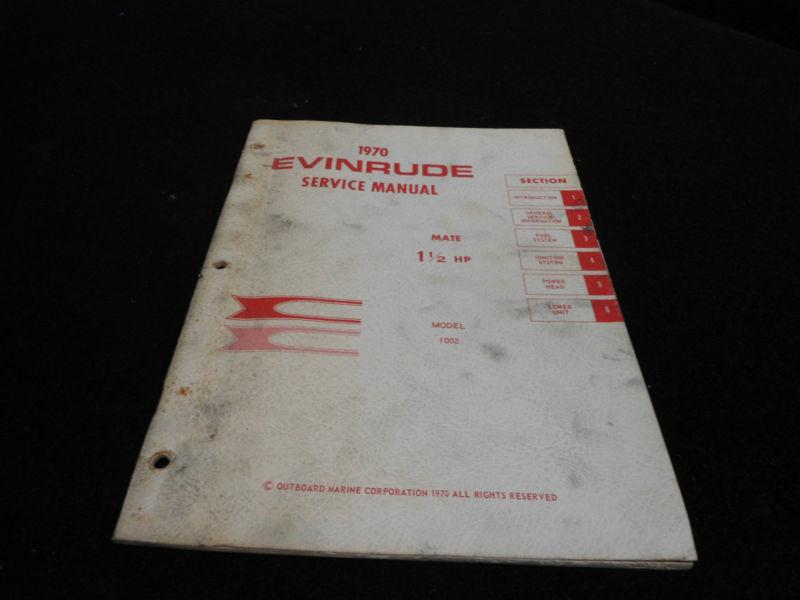 1970
EVINRUDE
SERVICE MANUAL
MATE
1½ HP
MODEL
1002
SECTION
INTRODUCTION 1
GENERAL
SERVICE
INFORMATION
2
FUEL
SYSTEM
3
IGNITION
SYSTEM
4
POWER
HEAD
5
LOWER
UNIT
6
© OUTBOARD MARINE CORPORATION 1970 ALL RIGHTS RESERVED